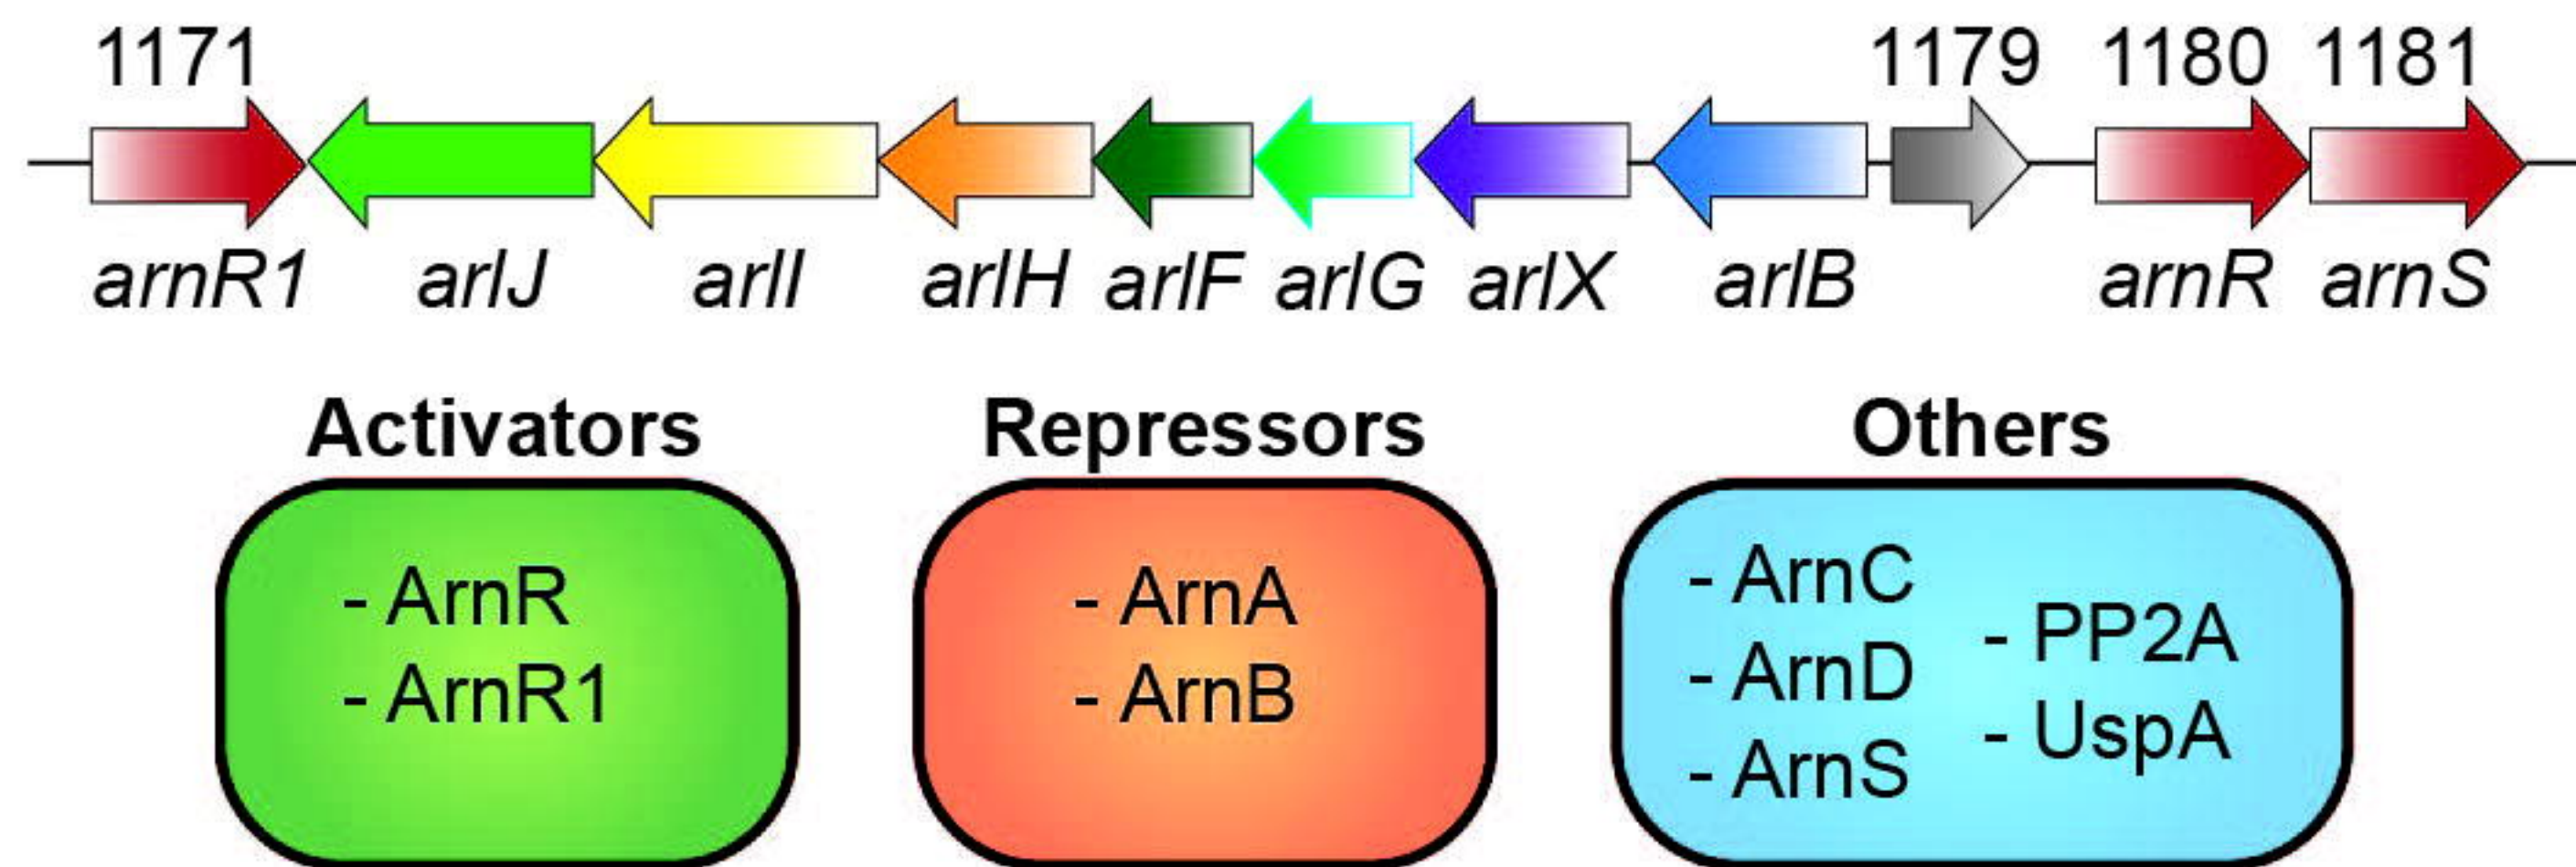 1171 1179 1180 1181
arnR1 arlJ arlI arlH arlF arlG arlX arlB arnR arnS
Activators Repressors Others
- ArnR
- ArnR1
- ArnA
- ArnB
- ArnC
- ArnD
- ArnS
- PP2A
- UspA